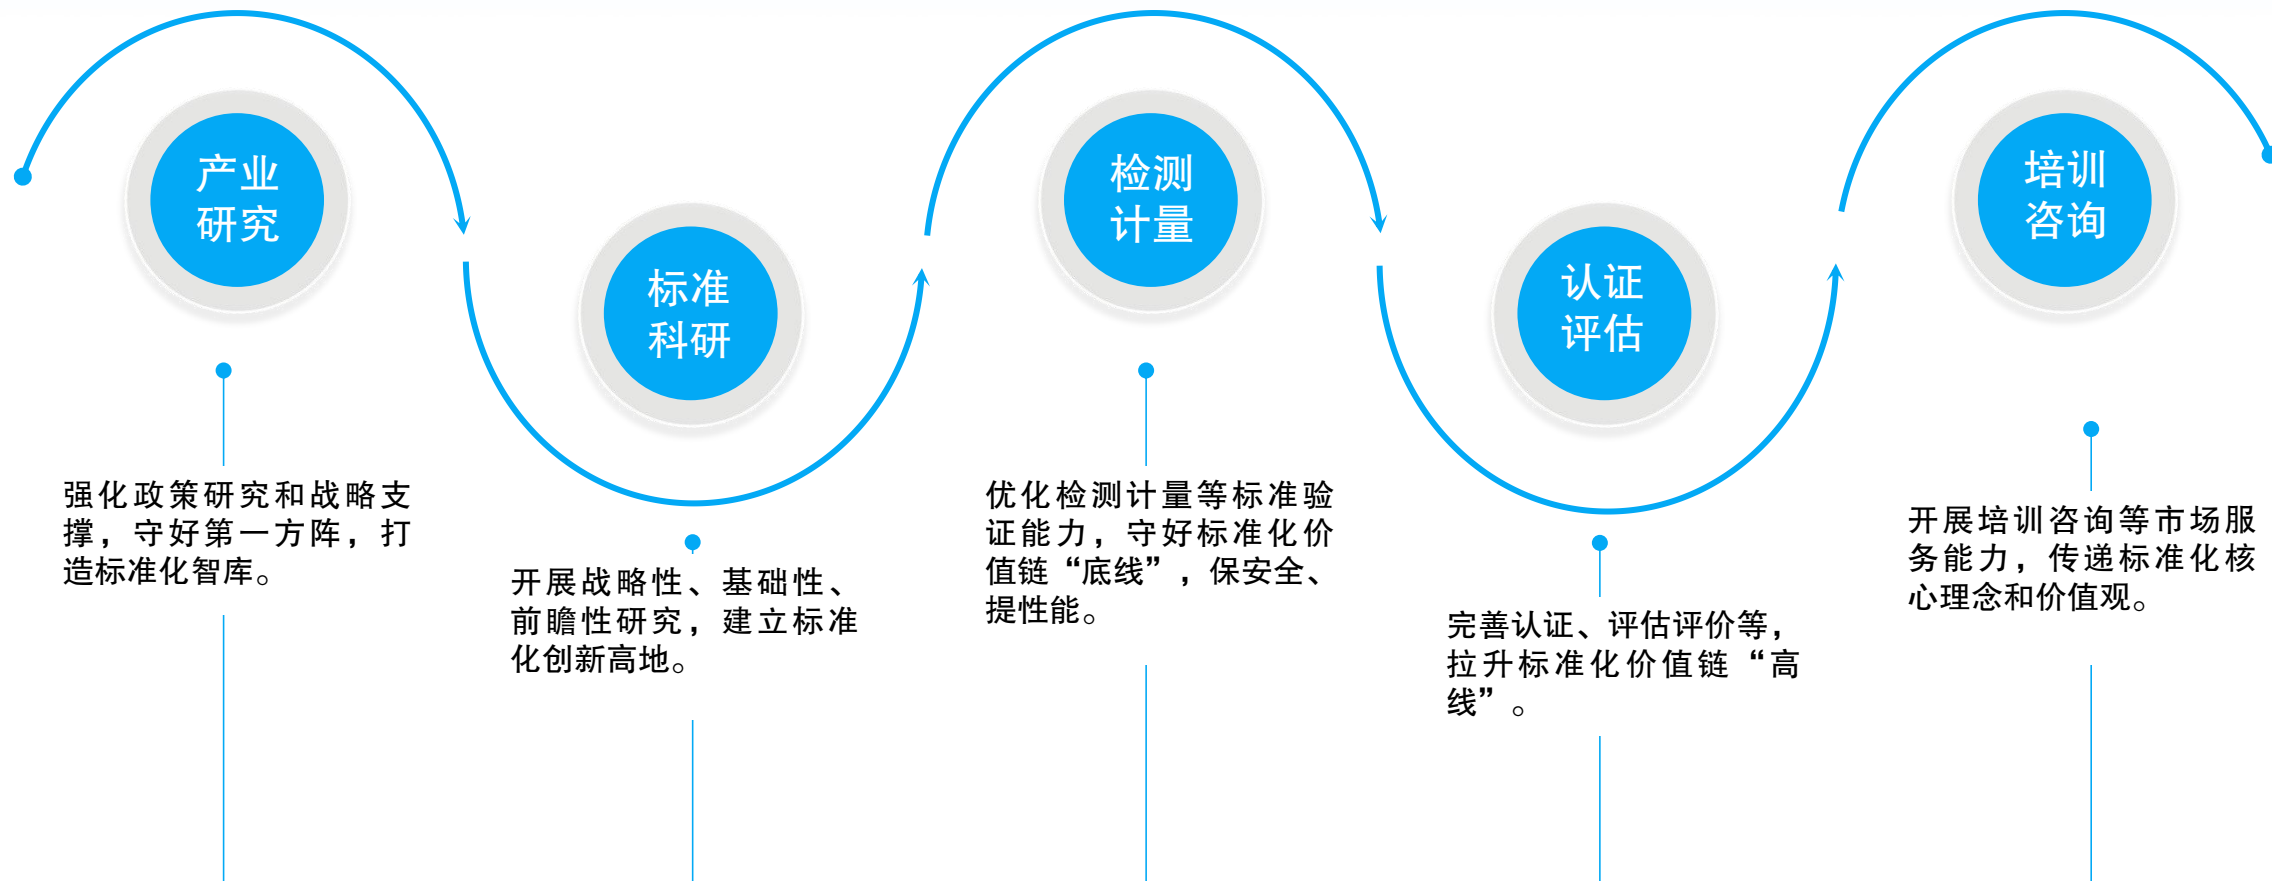 产业
研究
强化政策研究和战略支
撑，守好第一方阵，打
造标准化智库。
标准
科研
开展战略性、基础性、
前瞻性研究，建立标准
化创新高地。
检测
计量
优化检测计量等标准验
证能力，守好标准化价
值链“底线”，保安全、
提性能。
认证
评估
完善认证、评估评价等，
拉升标准化价值链“高
线”。
培训
咨询
开展培训咨询等市场服
务能力，传递标准化核
心理念和价值观。